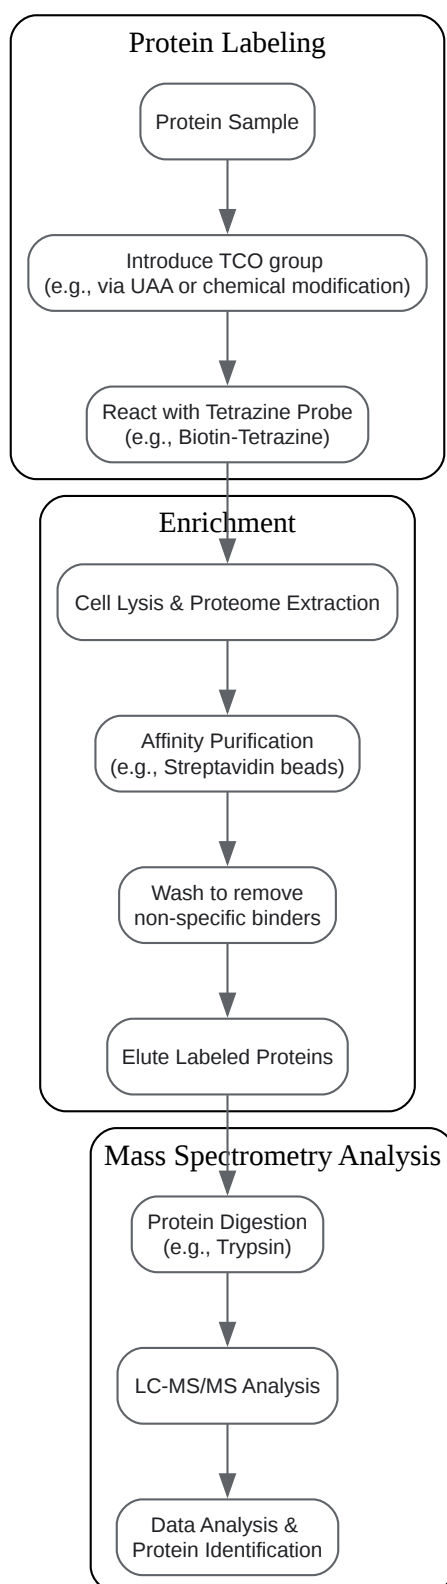 Protein Labeling
Protein Sample
Introduce TCO group
(e.g., via UAA or chemical modification)
React with Tetrazine Probe
(e.g., Biotin-Tetrazine)
Enrichment
Cell Lysis & Proteome Extraction
Affinity Purification
(e.g., Streptavidin beads)
Wash to remove
non-specific binders
Elute Labeled Proteins
Mass Spectrometry Analysis
Protein Digestion
(e.g., Trypsin)
LC-MS/MS Analysis
Data Analysis &
Protein Identification